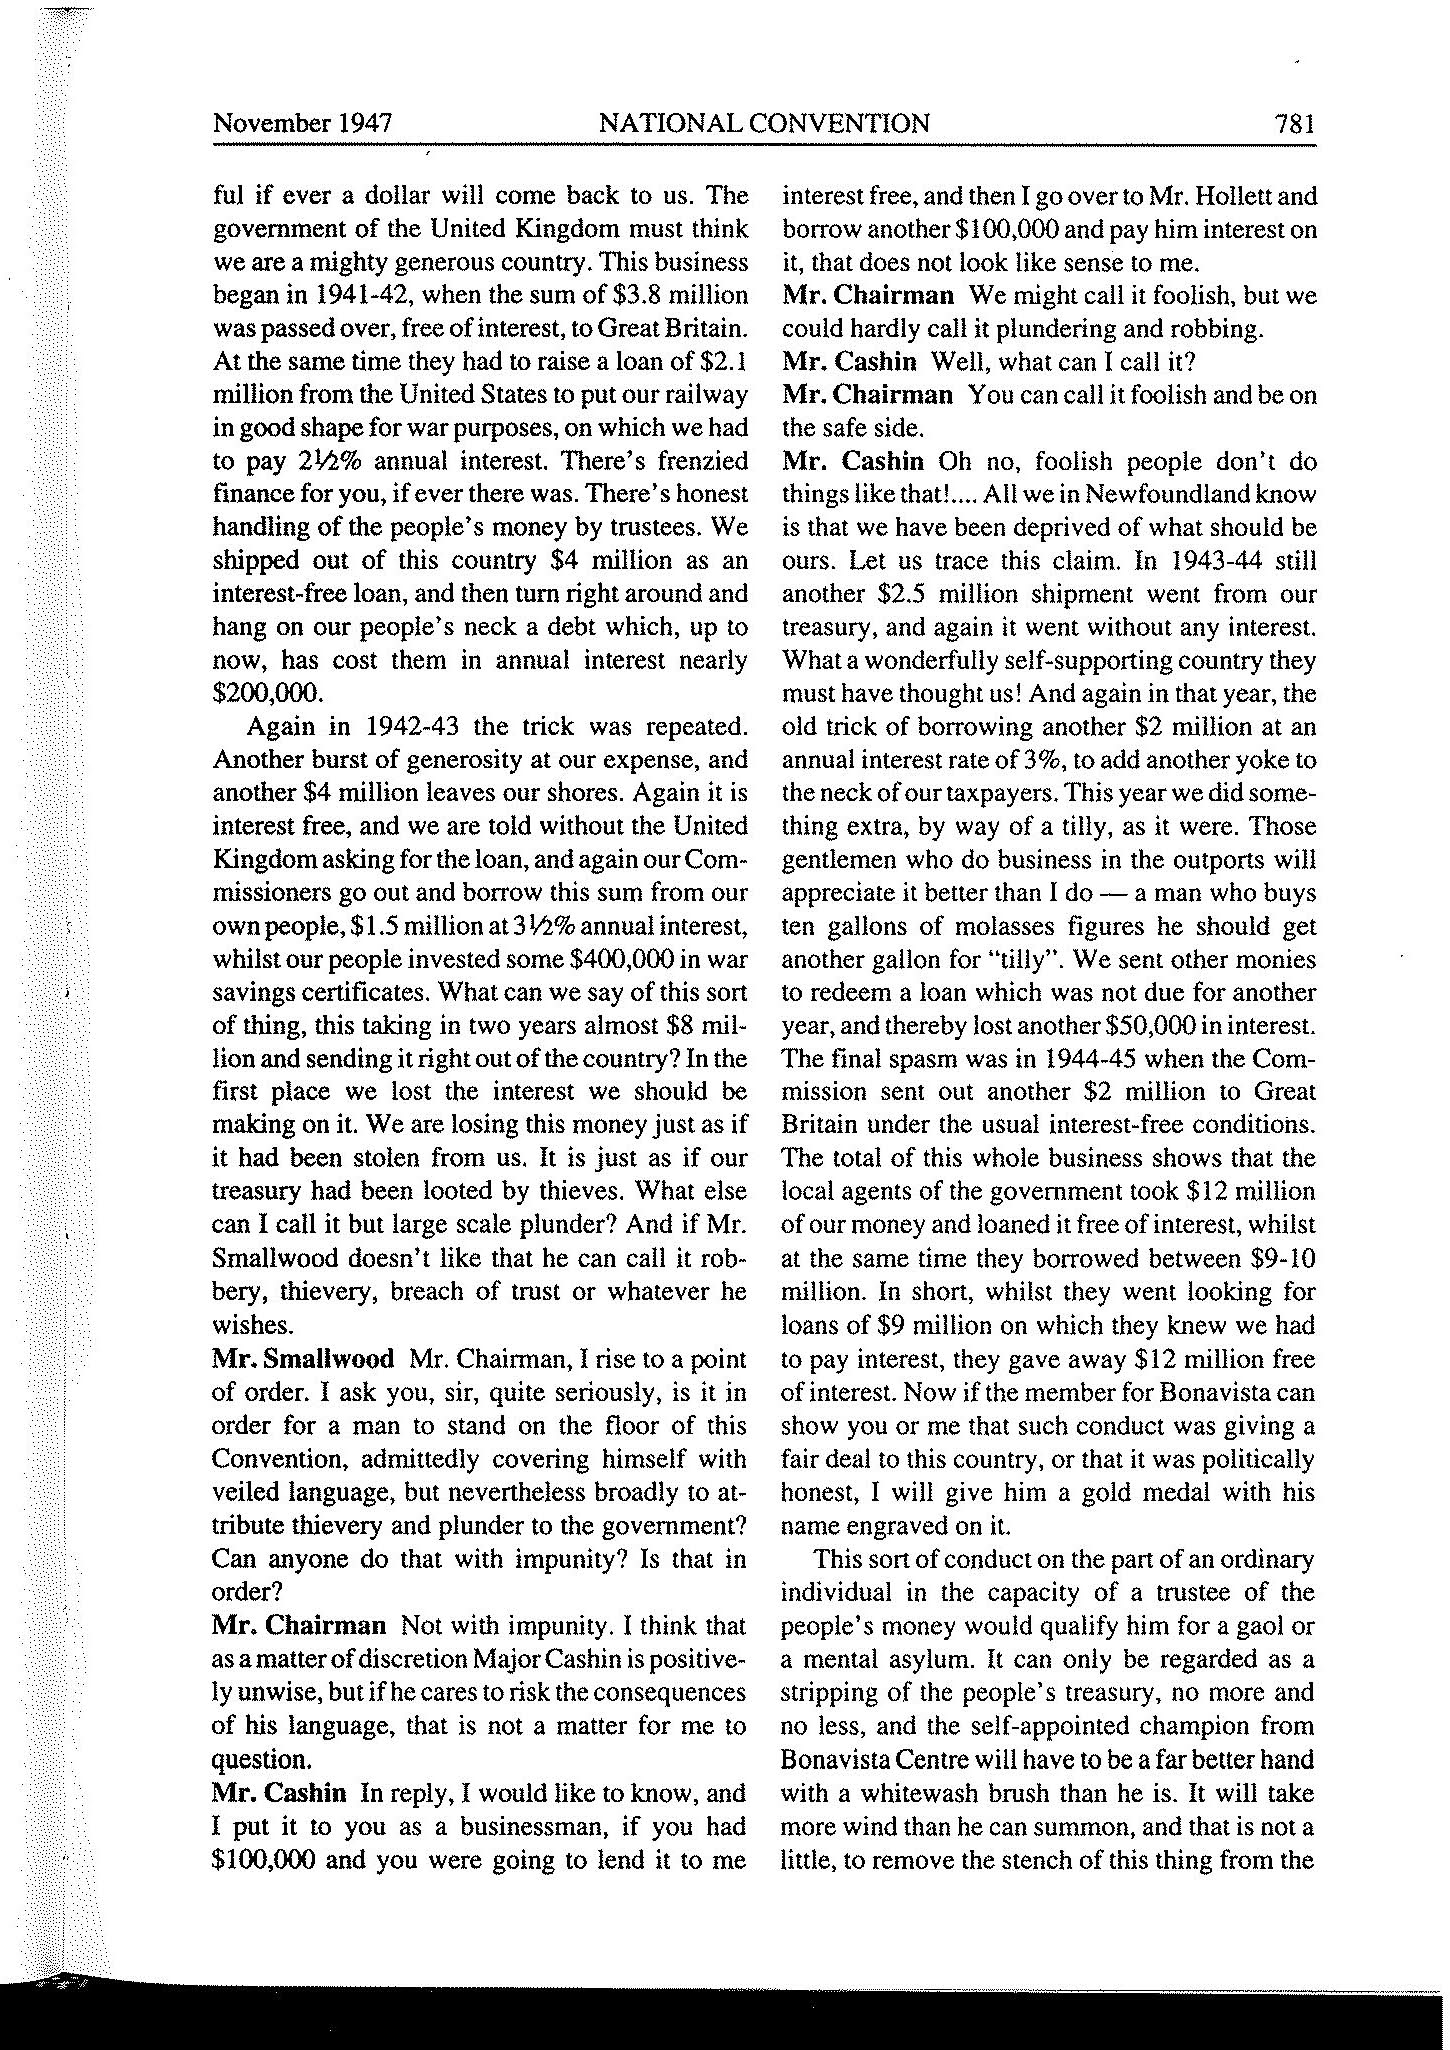 November 1947 NATIONAL CONVENTION 781
ful if ever a dollar will come back to us. The
government of the United Kingdom must think
we are a mighty generous country. This business
began in 1941-42, when the sum of $3.8 million
was passed over, free of interest, to Great Britain.
At the same time they had to raise a loan of $2.1
million from the United States to put our railway
in good shape for war purposes, on which we had
to pay 2½% annual interest. There's frenzied
finance for you, if ever there was. There's honest
handling of the people's money by trustees. We
shipped out of this country $4 million as an
interest-free loan, and then turn right around and
hang on our people's neck a debt which, up to
now, has cost them in annual interest nearly
$200,000.
Again in 1942-43 the trick was repeated.
Another burst of generosity at our expense, and
another $4 million leaves our shores. Again it is
interest free, and we are told without the United
Kingdom asking for the loan, and again our Com-
missioners go out and borrow this sum from our
own people, $1.5 million at 3½% annual interest,
whilst our people invested some $400,000 in war
savings certificates. What can we say of this sort
of thing, this taking in two years almost $8 mil-
lion and sending it right out of the country? In the
first place we lost the interest we should be
making on it. We are losing this money just as if
it had been stolen from us. It is just as if our
treasury had been looted by thieves. What else
can I call it but large scale plunder? And if Mr.
Smallwood doesn't like that he can call it rob-
bery, thievery, breach of trust or whatever he
wishes.
Mr. Smallwood Mr. Chairman, I rise to a point
of order. I ask you, sir, quite seriously, is it in
order for a man to stand on the floor of this
Convention, admittedly covering himself with
veiled language, but nevertheless broadly to at-
tribute thievery and plunder to the government?
Can anyone do that with impunity? Is that in
order?
Mr. Chairman Not with impunity. I think that
as a matter of discretion Major Cashin is positive-
ly unwise, but if he cares to risk the consequences
of his language, that is not a matter for me to
question.
Mr. Cashin In reply, I would like to know, and
I put it to you as a businessman, if you had
$100,000 and you were going to lend it to me
interest free, and then I go over to Mr. Hollett and
borrow another $100,000 and pay him interest on
it, that does not look like sense to me.
Mr. Chairman We might call it foolish, but we
could hardly call it plundering and robbing.
Mr. Cashin Well, what can I call it?
Mr. Chairman You can call it foolish and be on
the safe side.
Mr. Cashin Oh no, foolish people don't do
things like that!.... All we in Newfoundland know
is that we have been deprived of what should be
ours. Let us trace this claim. In 1943-44 still
another $2.5 million shipment went from our
treasury, and again it went without any interest.
What a wonderfully self-supporting country they
must have thought us! And again in that year, the
old trick of borrowing another $2 million at an
annual interest rate of 3%, to add another yoke to
the neck of our taxpayers. This year we did some-
thing extra, by way of a tilly, as it were. Those
gentlemen who do business in the outports will
appreciate it better than I do — a man who buys
ten gallons of molasses figures he should get
another gallon for "tilly". We sent other monies
to redeem a loan which was not due for another
year, and thereby lost another $50,000 in interest.
The final spasm was in 1944-45 when the Com-
mission sent out another $2 million to Great
Britain under the usual interest-free conditions.
The total of this whole business shows that the
local agents of the government took $12 million
of our money and loaned it free of interest, whilst
at the same time they borrowed between $9-10
million. In short, whilst they went looking for
loans of $9 million on which they knew we had
to pay interest, they gave away $12 million free
of interest. Now if the member for Bonavista can
show you or me that such conduct was giving a
fair deal to this country, or that it was politically
honest, I will give him a gold medal with his
name engraved on it.
This sort of conduct on the part of an ordinary
individual in the capacity of a trustee of the
people's money would qualify him for a gaol or
a mental asylum. It can only be regarded as a
stripping of the people's treasury, no more and
no less, and the self-appointed champion from
Bonavista Centre will have to be a far better hand
with a whitewash brush than he is. It will take
more wind than he can summon, and that is not a
little, to remove the stench of this thing from the